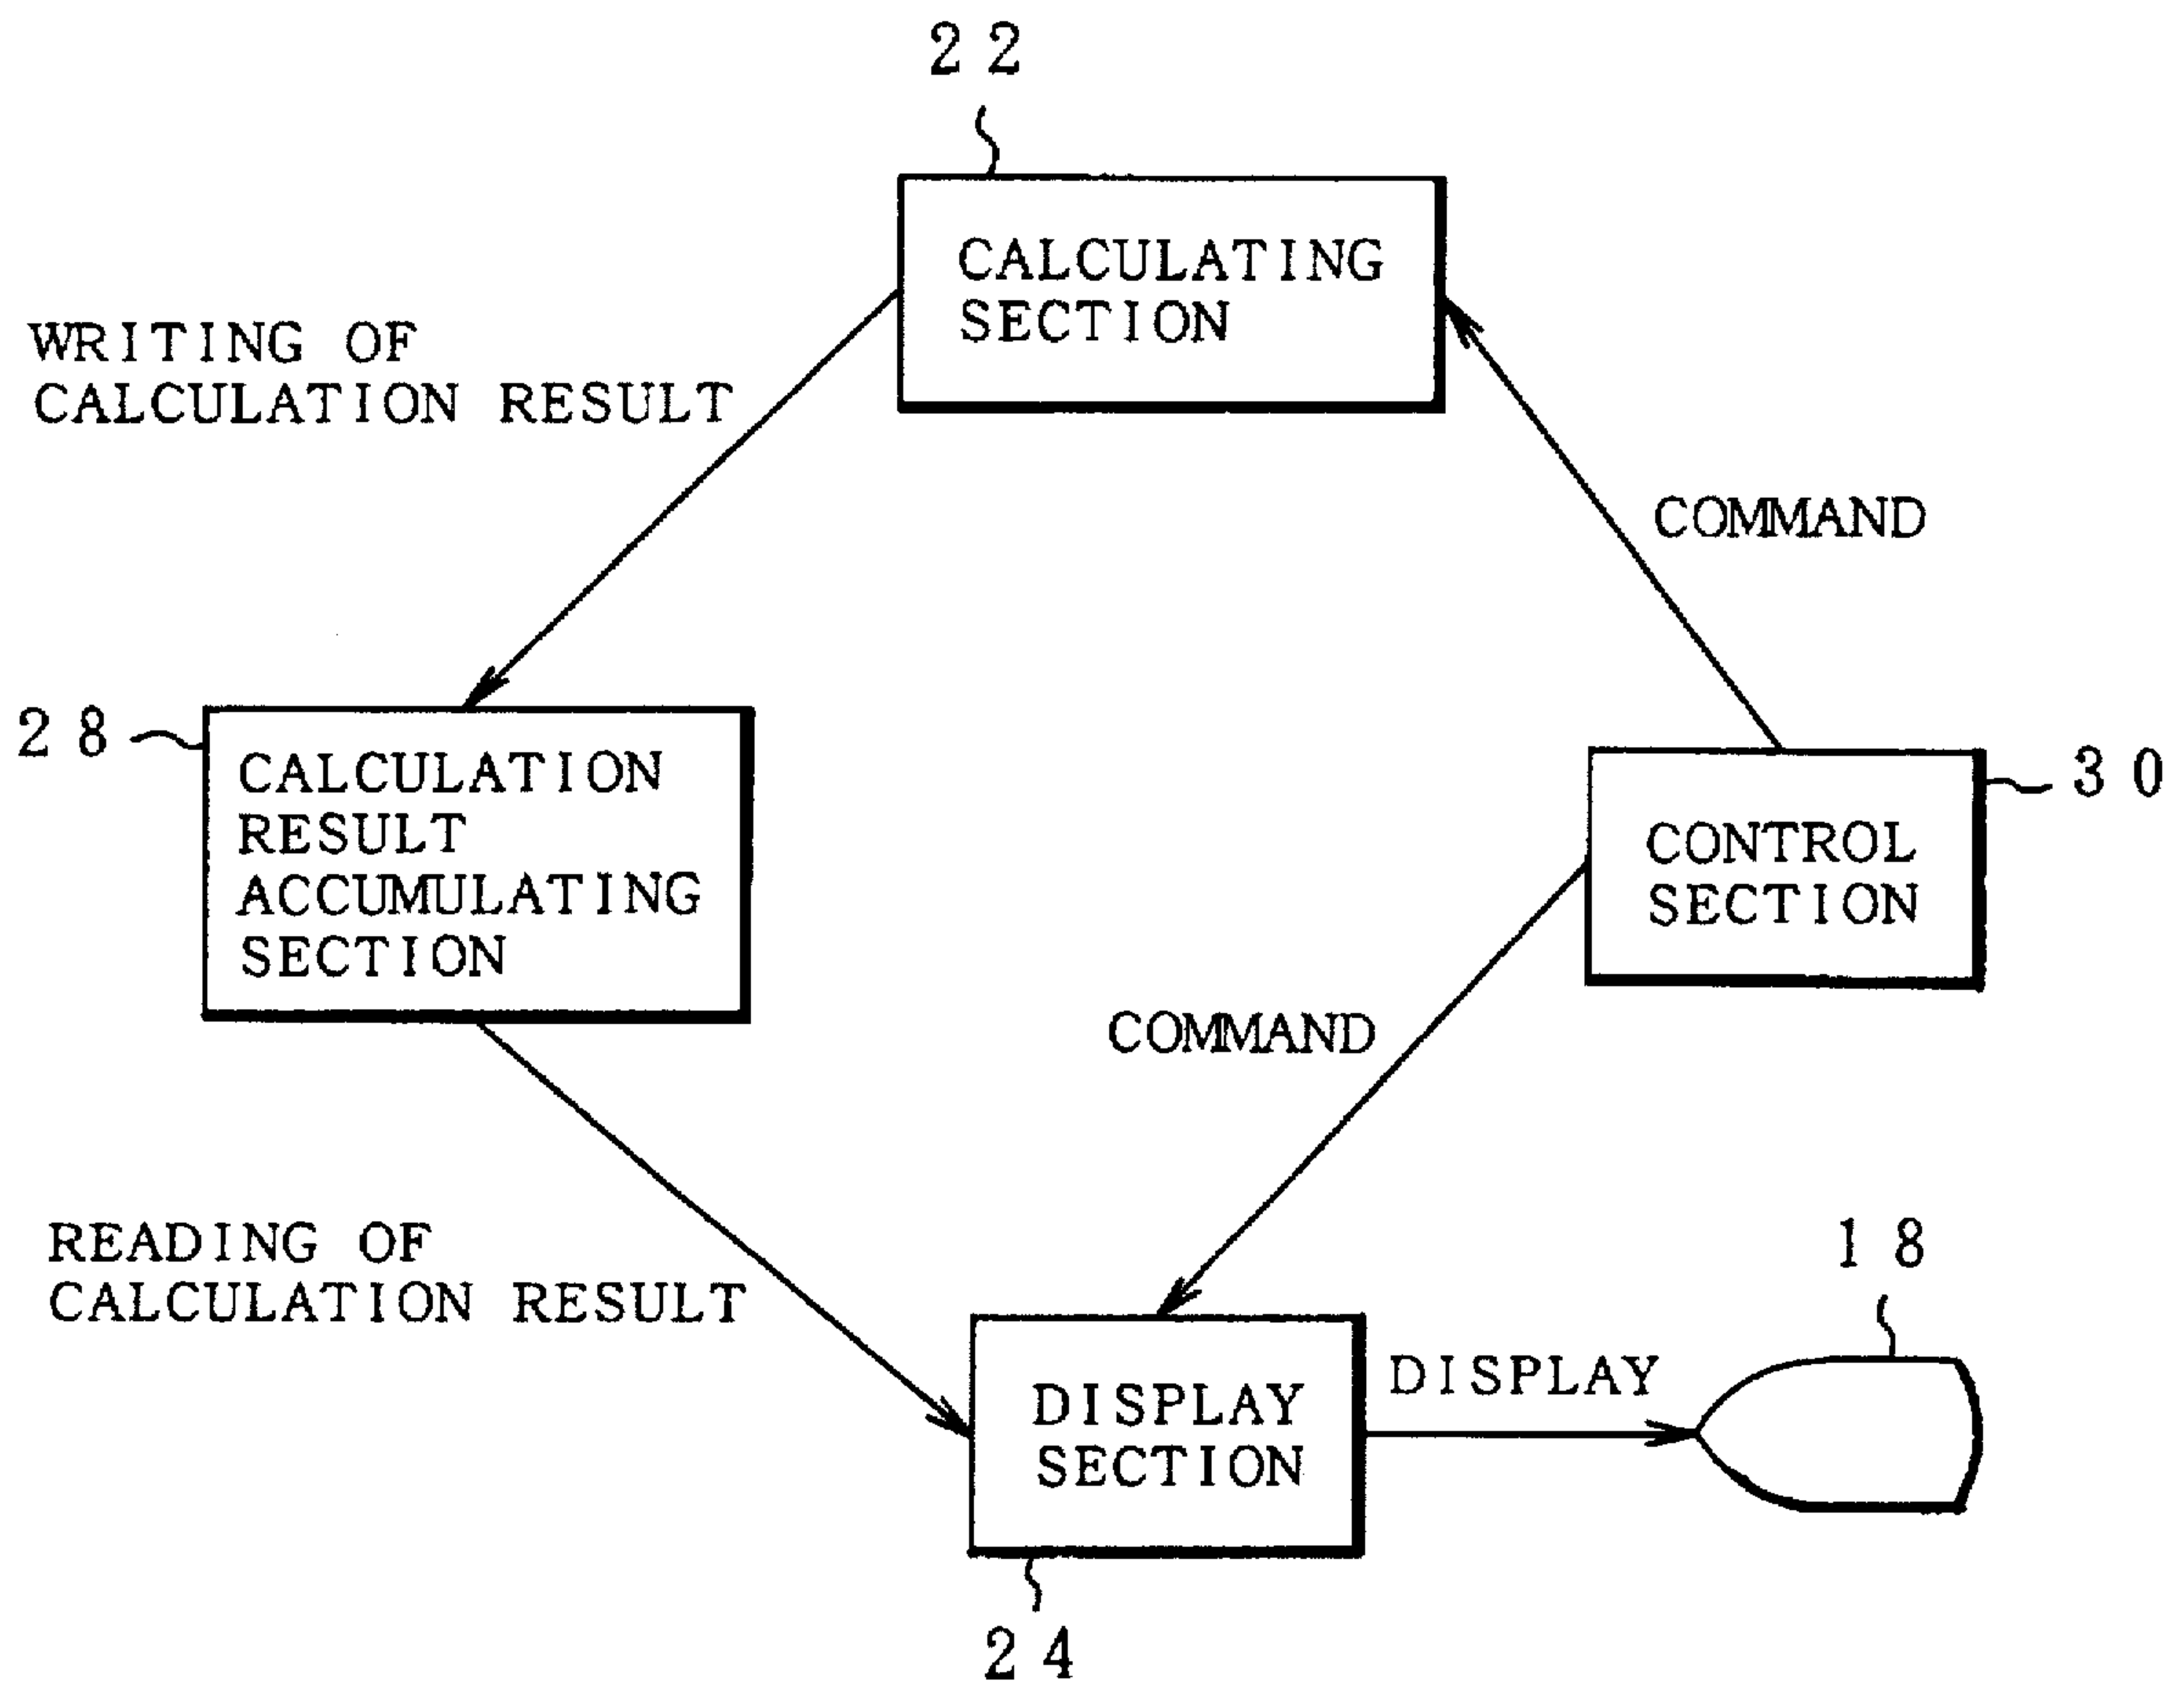 22
CALCULATING
SECTION
WRITING OF
CALCULATION RESULT
COMMAND
28
CALCULATION
RESULT
ACCUMULATING
SECTION
30
CONTROL
SECTION
COMMAND
READING OF
CALCULATION RESULT
18
DISPLAY
DISPLAY
SECTION
24